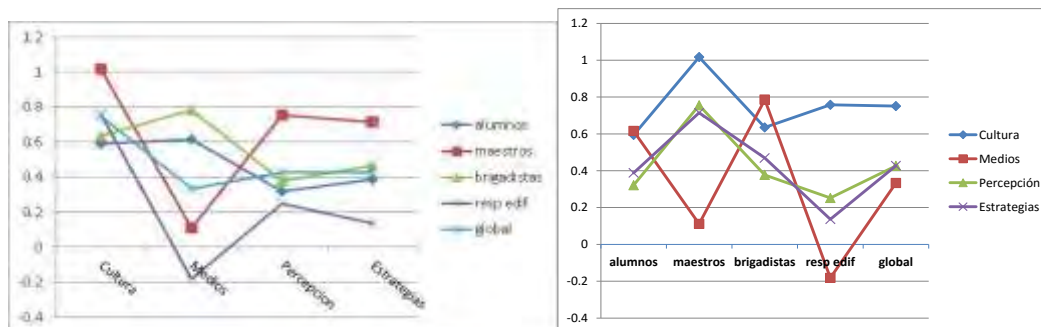 1.2
1
0.8
0.6
0.4
0.2
0
-0.2
-0.4
Cultura
Medios
Percepcion
Estrategias
alumnos
maestros
brigadistas
resp edif
global
1.2
1
0.8
0.6
0.4
0.2
0
-0.2
-0.4
alumnos
maestros
brigadistas
resp edif
global
Cultura
Medios
Percepción
Estrategias